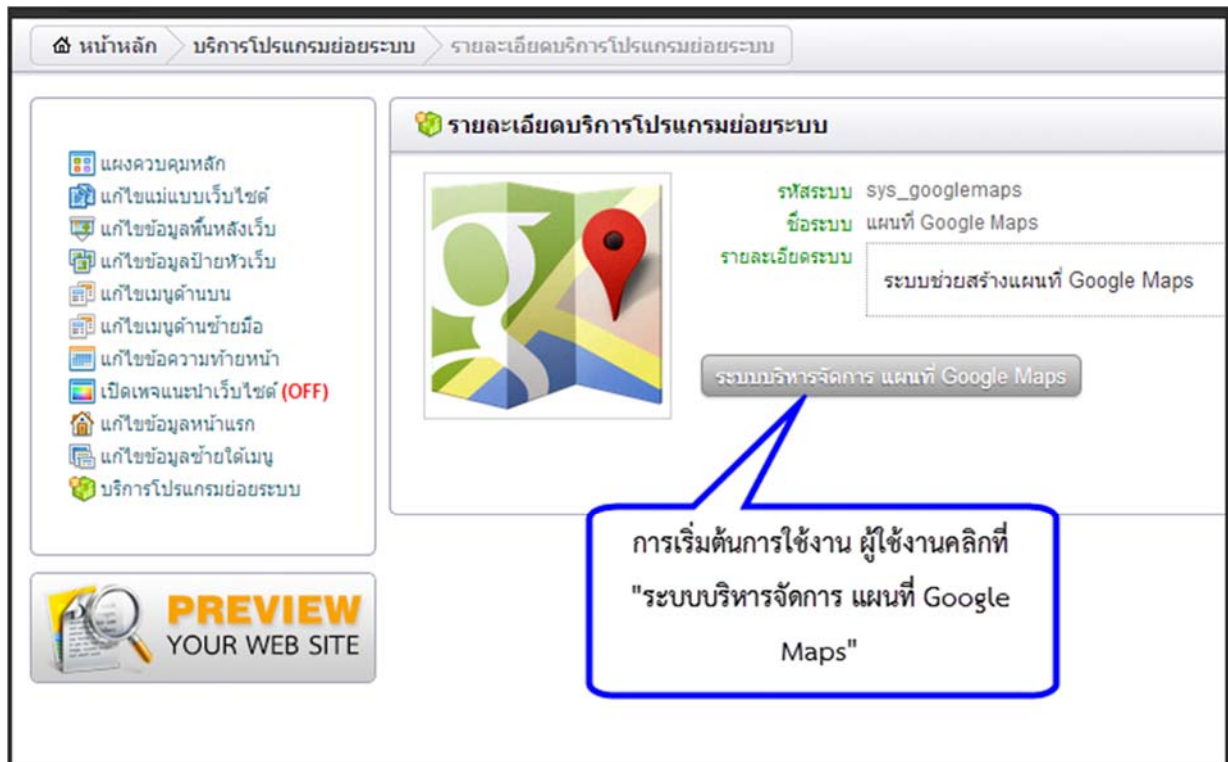 หน้าหลัก บริการโปรแกรมย่อยระบบ รายละเอียดบริการโปรแกรมย่อยระบบ
แผงควบคุมหลัก
แก้ไขแม่แบบเว็บไซต์
แก้ไขข้อมูลพื้นหลังเว็บ
แก้ไขข้อมูลป้ายหัวเว็บ
แก้ไขเมนูด้านบน
แก้ไขเมนูด้านซ้ายมือ
แก้ไขข้อความท้ายหน้า
เปิดเพจแนะนำเว็บไซต์ (OFF)
แก้ไขข้อมูลหน้าแรก
แก้ไขข้อมูลซ้ายใต้เมนู
บริการโปรแกรมย่อยระบบ
PREVIEW
YOUR WEB SITE
รายละเอียดบริการโปรแกรมย่อยระบบ
g
รหัสระบบ sys_googlemaps
ชื่อระบบ แผนที่ Google Maps
รายละเอียดระบบ ระบบช่วยสร้างแผนที่ Google Maps
ระบบบริหารจัดการ แผนที่ Google Maps
การเริ่มต้นการใช้งาน ผู้ใช้งานคลิกที่
"ระบบบริหารจัดการ แผนที่ Google
Maps"